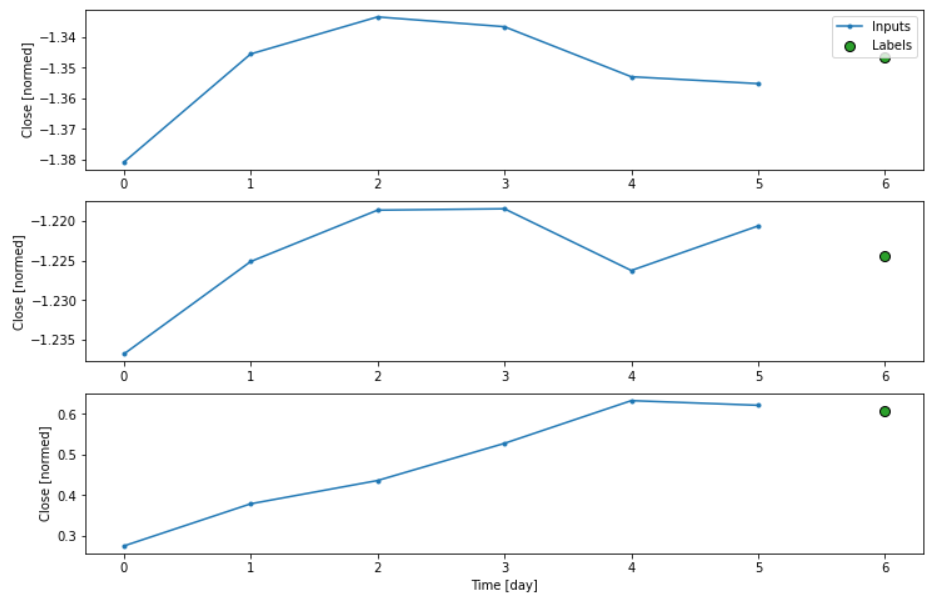 Close [normed]
−1.34
−1.35
−1.36
−1.37
−1.38
Inputs
Labels
0 1 2 3 4 5 6
Close [normed]
−1.220
−1.225
−1.230
−1.235
0 1 2 3 4 5 6
Close [normed]
0.6
0.5
0.4
0.3
0 1 2 3 4 5 6
Time [day]